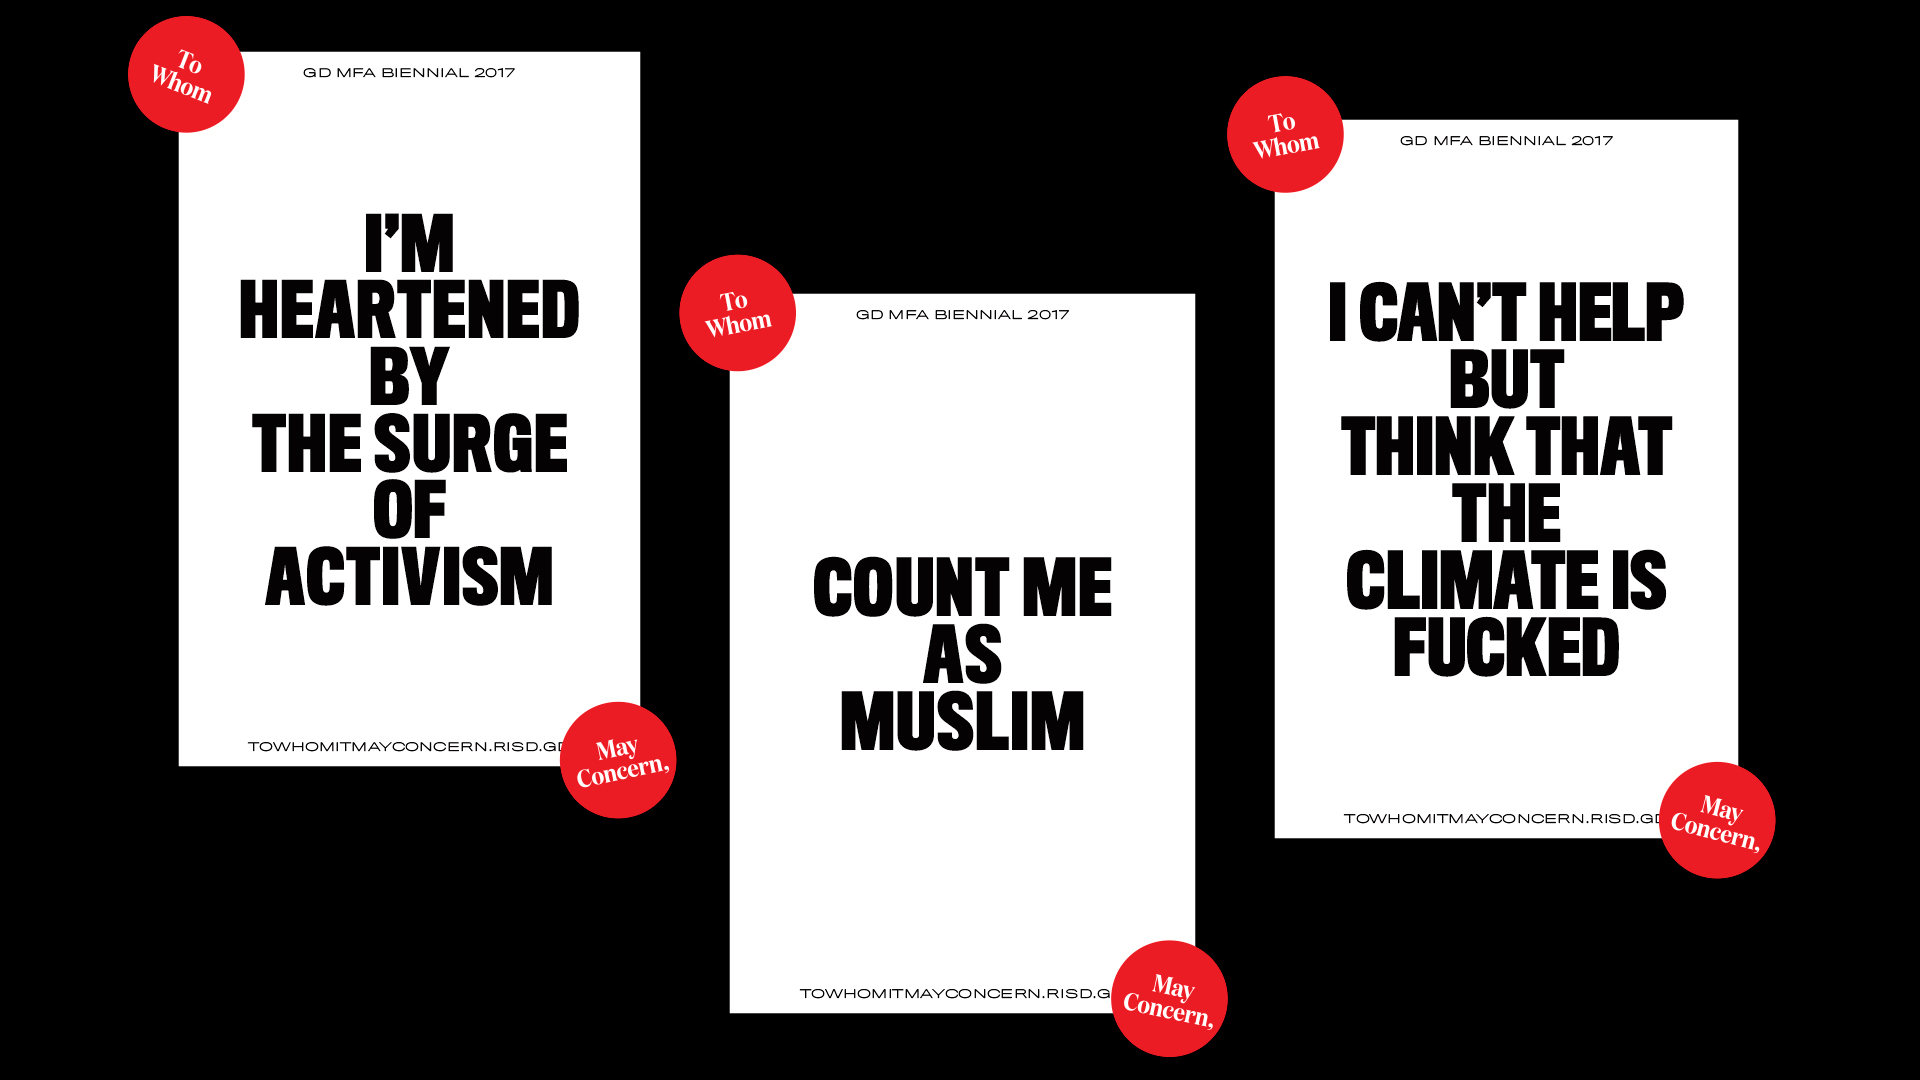 To
Whom
GD MFA BIENNIAL 2017
I’M
HEARTENED
BY
THE SURGE
OF
ACTIVISM
TOWHOMITMAYCONCERN.RISD.GD
May
Concern,
To
Whom
GD MFA BIENNIAL 2017
COUNT ME
AS
MUSLIM
TOWHOMITMAYCONCERN.RISD.G
May
Concern,
To
Whom
GD MFA BIENNIAL 2017
I CAN’T HELP
BUT
THINK THAT
THE
CLIMATE IS
FUCKED
TOWHOMITMAYCONCERN.RISD.GD
May
Concern,